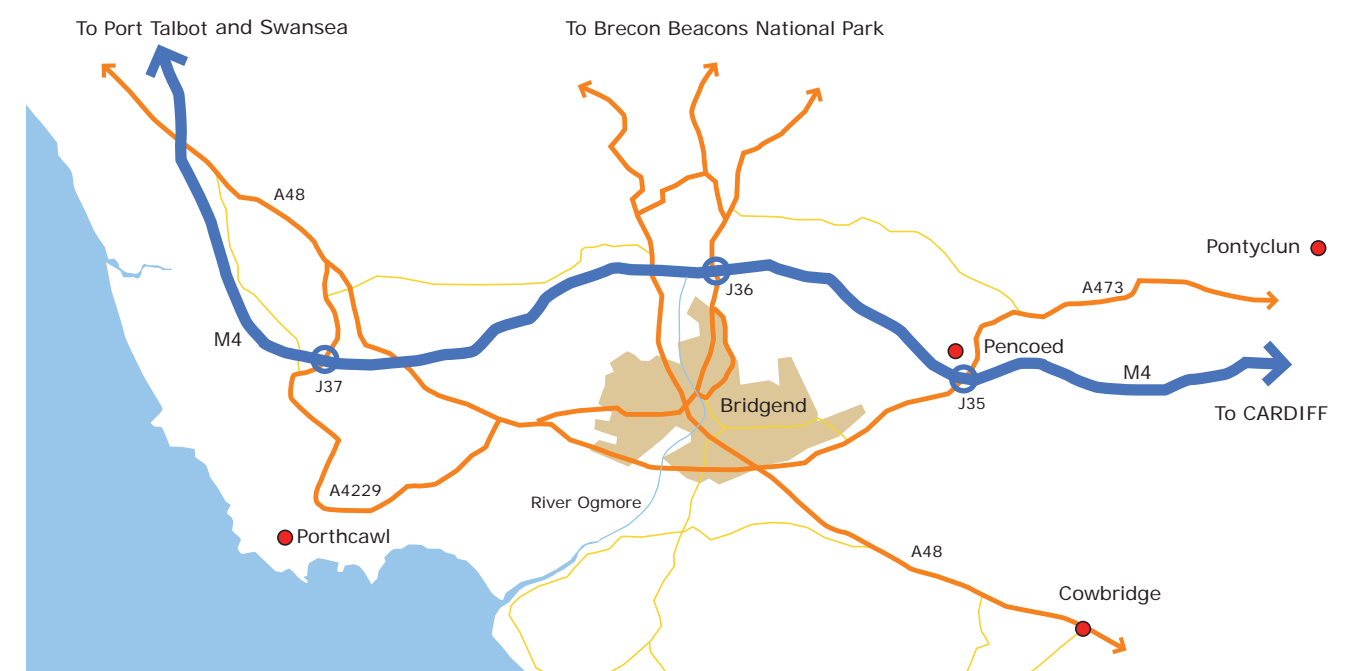 To Port Talbot and Swansea
To Brecon Beacons National Park
A48
Pontyclun
A473
J36
M4
Pencoed
J37
M4
J35
Bridgend
To CARDIFF
A4229
River Ogmore
Porthcawl
A48
Cowbridge